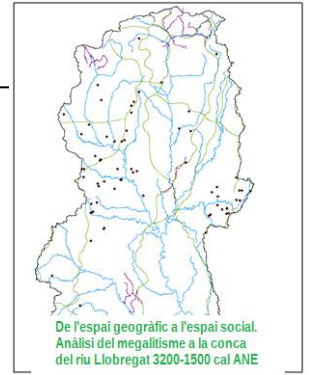 De l'espai geogràfic a l'espai social.
Anàlisi del megalitisme a la conca
del riu Llobregat 3200-1500 cal ANE